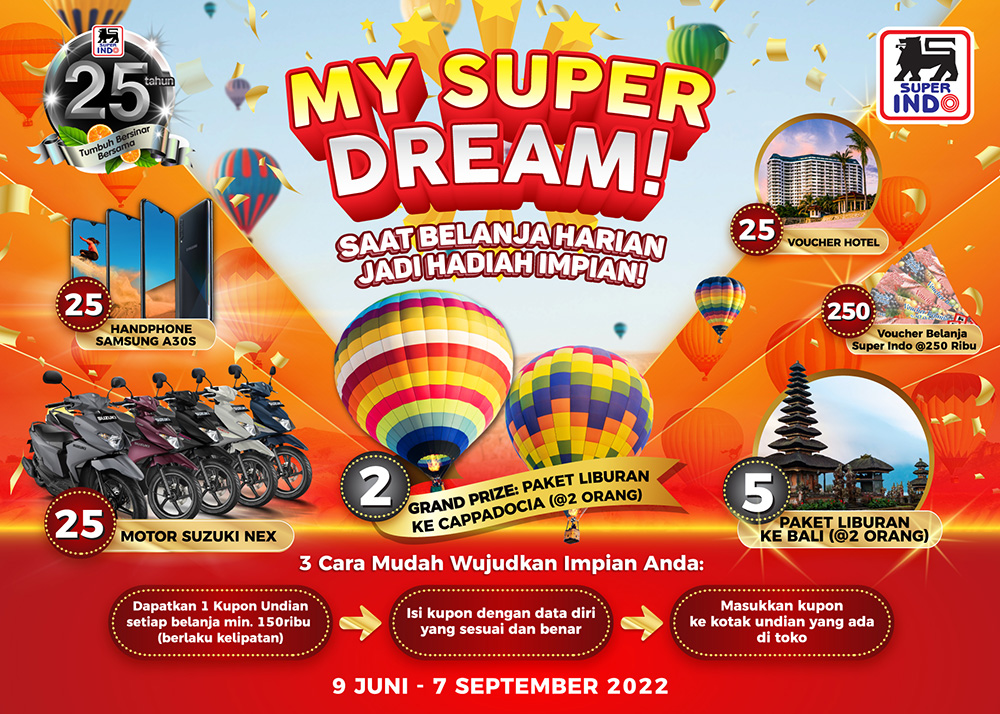 SUPER
INDO
25
tahun
Tumbuh Bersinar
Bersama
MY SUPER
DREAM!
SAAT BELANJA HARIAN
JADI HADIAH IMPIAN!
SUPER
INDO
25
VOUCHER HOTEL
250
Voucher Belanja
Super Indo @250 Ribu
25
HANDPHONE
SAMSUNG A30S
25
MOTOR SUZUKI NEX
2
GRAND PRIZE: PAKET LIBURAN
KE CAPPADOCIA (@2 ORANG)
5
PAKET LIBURAN
KE BALI (@2 ORANG)
3 Cara Mudah Wujudkan Impian Anda:
Dapatkan 1 Kupon Undian
setiap belanja min. 150ribu
(berlaku kelipatan)
Isi kupon dengan data diri
yang sesuai dan benar
Masukkan kupon
ke kotak undian yang ada
di toko
9 JUNI - 7 SEPTEMBER 2022